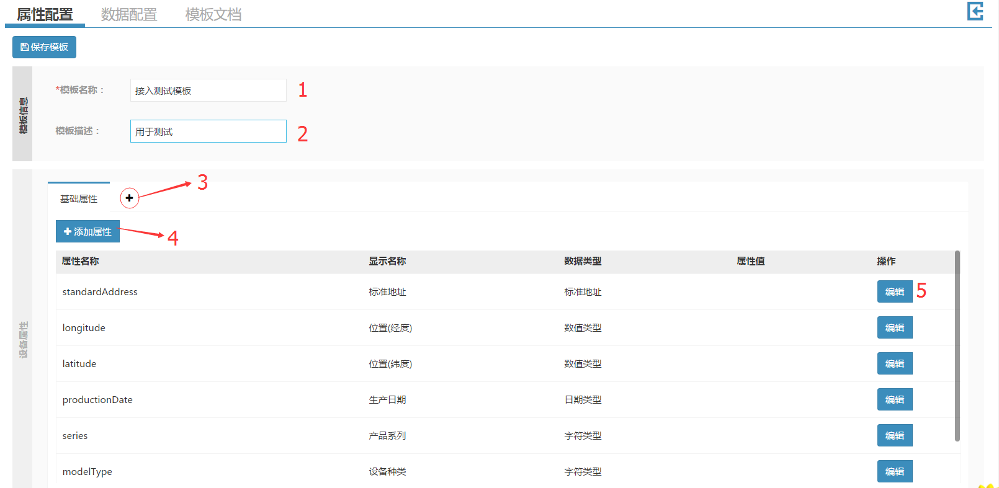 属性配置 数据配置 模板文档
保存模板
模板信息
*模板名称： 接入测试模板 1
模板描述： 用于测试 2
设备属性
基础属性 + 3
+ 添加属性 4
属性名称 显示名称 数据类型 属性值 操作
standardAddress 标准地址 标准地址 编辑 5
longitude 位置(经度) 数值类型 编辑
latitude 位置(纬度) 数值类型 编辑
productionDate 生产日期 日期类型 编辑
series 产品系列 字符类型 编辑
modelType 设备种类 字符类型 编辑